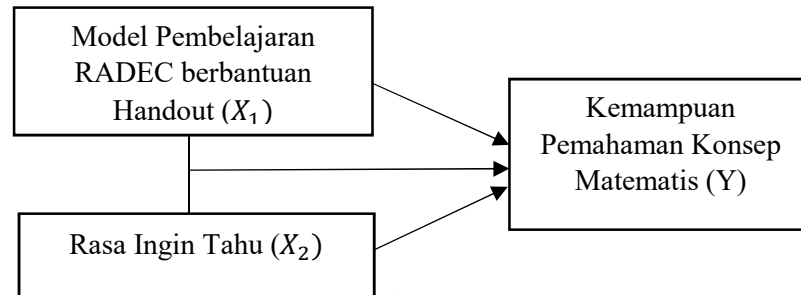 Model Pembelajaran
RADEC berbantuan
Handout (𝑋₁)
Rasa Ingin Tahu (𝑋₂)
Kemampuan
Pemahaman Konsep
Matematis (Y)